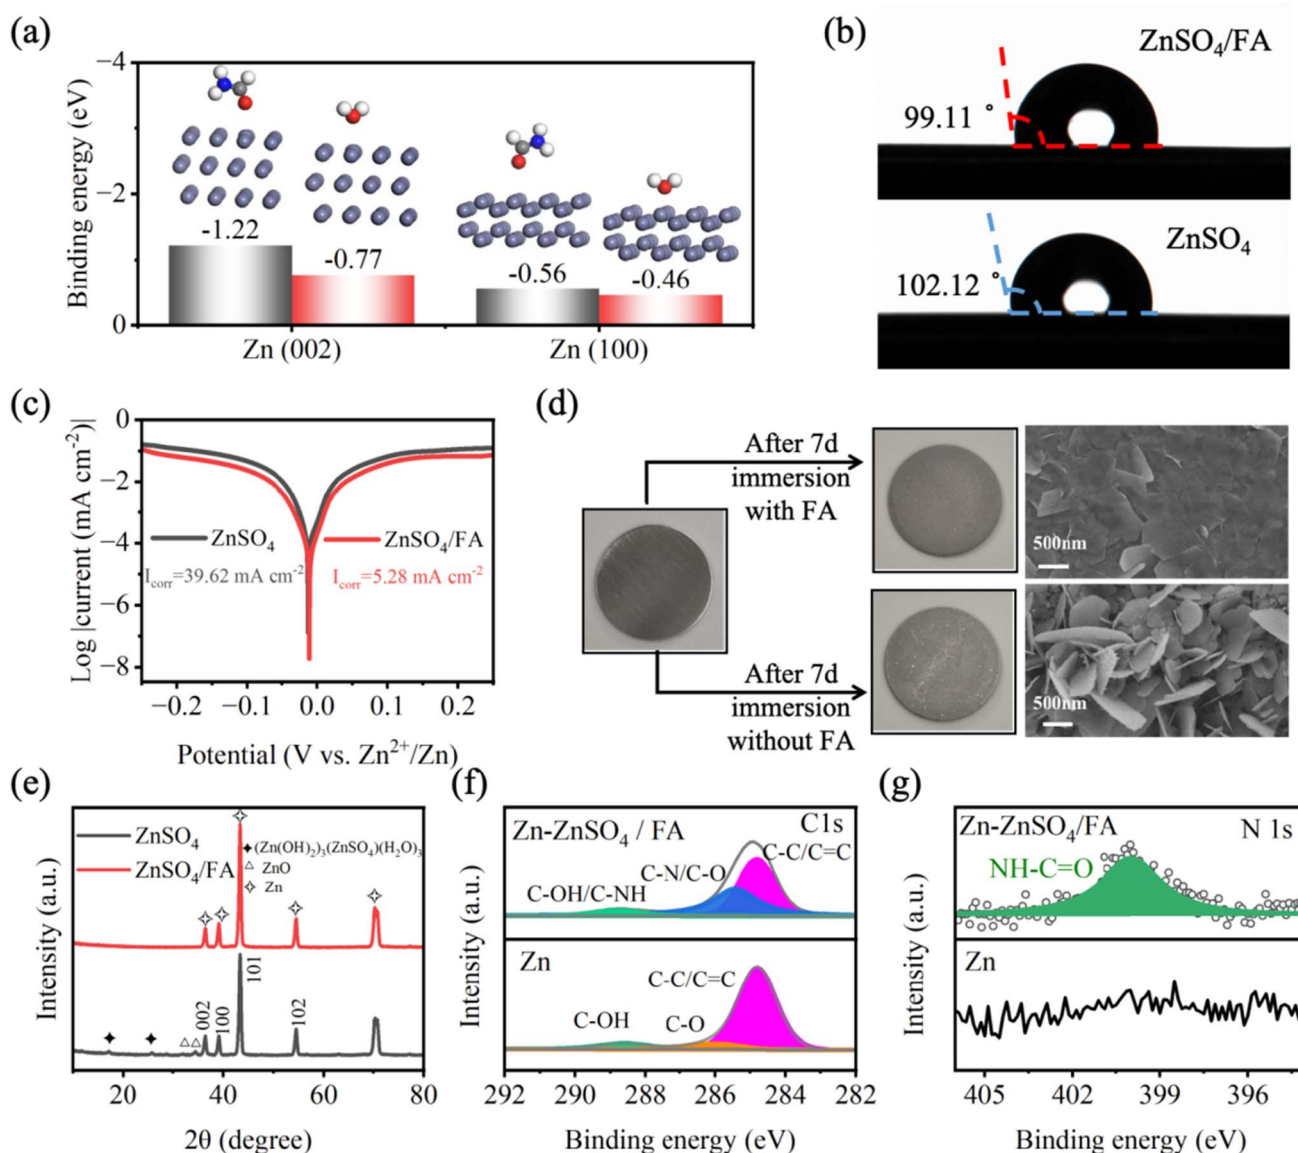 (a)
Binding energy (eV)
−4
−2
0
-1.22
-0.77
-0.56
-0.46
Zn (002)
Zn (100)
(b)
ZnSO₄/FA
99.11 °
ZnSO₄
102.12 °
(c)
Log |current (mA cm⁻²)|
0
−2
−4
−6
−8
ZnSO₄
ZnSO₄/FA
I_corr=39.62 mA cm⁻²
I_corr=5.28 mA cm⁻²
−0.2
−0.1
0.0
0.1
0.2
Potential (V vs. Zn²⁺/Zn)
(d)
After 7d
immersion
with FA
500nm
After 7d
immersion
without FA
500nm
(e)
Intensity (a.u.)
ZnSO₄
ZnSO₄/FA
(Zn(OH)₂)₃(ZnSO₄)(H₂O)₃
ZnO
Zn
002
100
101
102
20
40
60
80
2θ (degree)
(f)
Intensity (a.u.)
Zn-ZnSO₄ / FA
C1s
C-C/C=C
C-N/C-O
C-OH/C-NH
Zn
C-C/C=C
C-OH
C-O
292
290
288
286
284
282
Binding energy (eV)
(g)
Intensity (a.u.)
Zn-ZnSO₄/FA
N 1s
NH-C=O
Zn
405
402
399
396
Binding energy (eV)